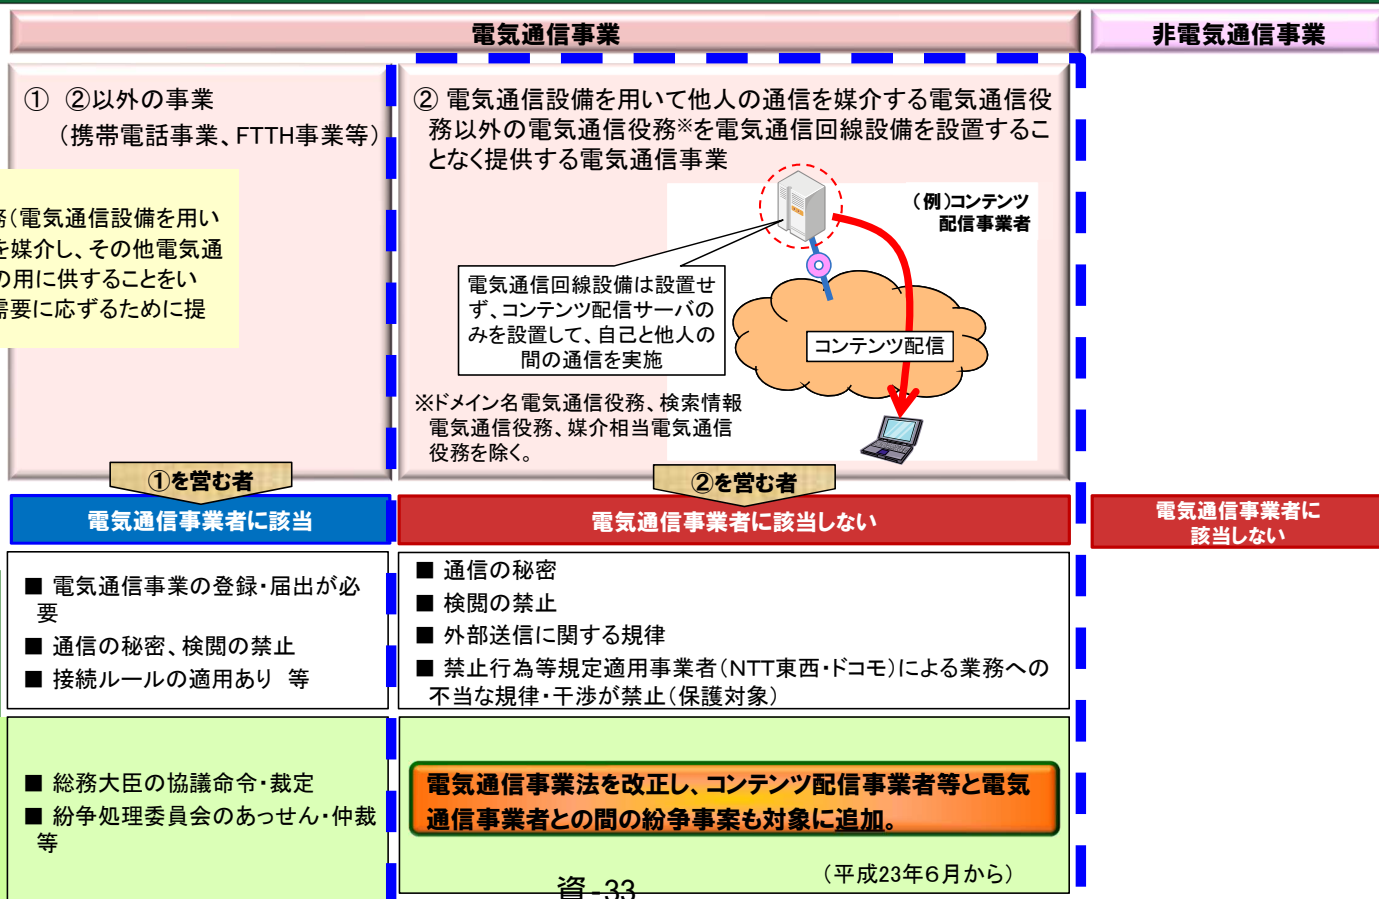 電気通信事業
非電気通信事業
① ②以外の事業
（携帯電話事業、FTTH事業等）
務（電気通信設備を用い
を媒介し、その他電気通
の用に供することをい
需要に応ずるために提
② 電気通信設備を用いて他人の通信を媒介する電気通信役
務以外の電気通信役務※を電気通信回線設備を設置するこ
となく提供する電気通信事業
（例）コンテンツ
配信事業者
電気通信回線設備は設置せ
ず、コンテンツ配信サーバの
みを設置して、自己と他人の
間の通信を実施
コンテンツ配信
※ドメイン名電気通信役務、検索情報
電気通信役務、媒介相当電気通信
役務を除く。
①を営む者
②を営む者
電気通信事業者に該当
電気通信事業者に該当しない
電気通信事業者に
該当しない
■ 電気通信事業の登録・届出が必
要
■ 通信の秘密、検閲の禁止
■ 接続ルールの適用あり 等
■ 通信の秘密
■ 検閲の禁止
■ 外部送信に関する規律
■ 禁止行為等規定適用事業者（NTT東西・ドコモ）による業務への
不当な規律・干渉が禁止（保護対象）
■ 総務大臣の協議命令・裁定
■ 紛争処理委員会のあっせん・仲裁
等
電気通信事業法を改正し、コンテンツ配信事業者等と電気
通信事業者との間の紛争事案も対象に追加。
（平成23年６月から）
資-33